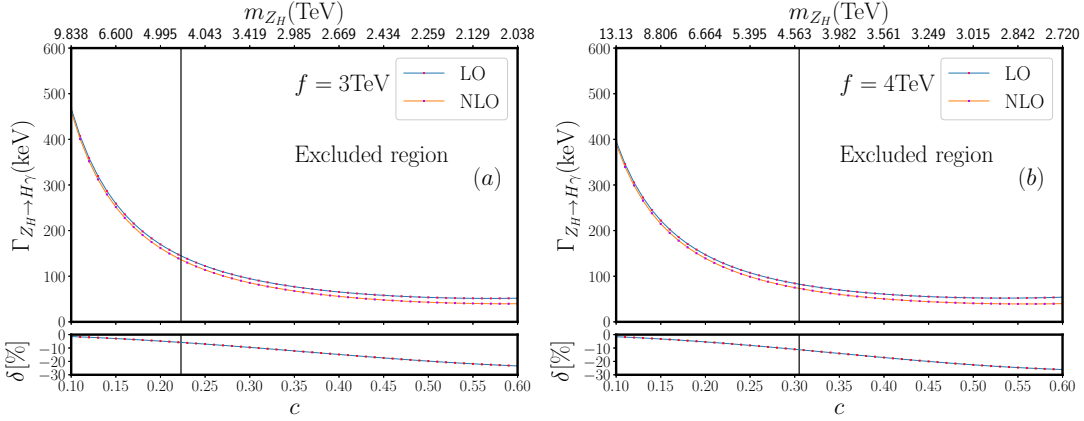 m_{Z_H}(TeV)
9.838 6.600 4.995 4.043 3.419 2.985 2.669 2.434 2.259 2.129 2.038
600
500
400
300
200
100
0
Γ_{Z_H→Hγ}(keV)
f = 3TeV
LO
NLO
Excluded region
(a)
0
−10
−20
−30
δ[%]
0.10 0.15 0.20 0.25 0.30 0.35 0.40 0.45 0.50 0.55 0.60
c
m_{Z_H}(TeV)
13.13 8.806 6.664 5.395 4.563 3.982 3.561 3.249 3.015 2.842 2.720
600
500
400
300
200
100
0
Γ_{Z_H→Hγ}(keV)
f = 4TeV
LO
NLO
Excluded region
(b)
0
−10
−20
−30
δ[%]
0.10 0.15 0.20 0.25 0.30 0.35 0.40 0.45 0.50 0.55 0.60
c